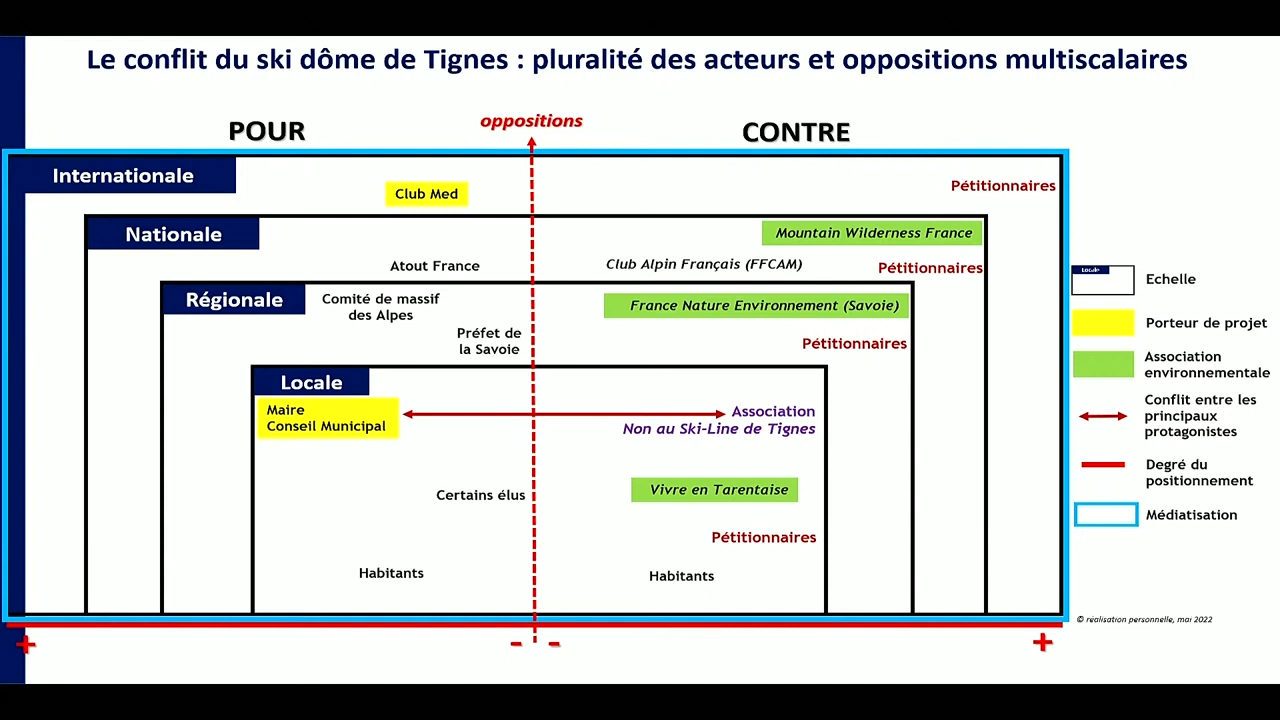 Le conflit du ski dôme de Tignes : pluralité des acteurs et oppositions multiscalaires
POUR
oppositions
CONTRE
Internationale
Club Med
Pétitionnaires
Nationale
Mountain Wilderness France
Atout France
Club Alpin Français (FFCAM)
Pétitionnaires
Régionale
Comité de massif
des Alpes
France Nature Environnement (Savoie)
Préfet de
la Savoie
Pétitionnaires
Locale
Maire
Conseil Municipal
Association
Non au Ski-Line de Tignes
Certains élus
Vivre en Tarentaise
Pétitionnaires
Habitants
Habitants
+
- -
+
Locale
Echelle
Porteur de projet
Association
environnementale
Conflit entre les
principaux
protagonistes
Degré du
positionnement
Médiatisation
© réalisation personnelle, mai 2022